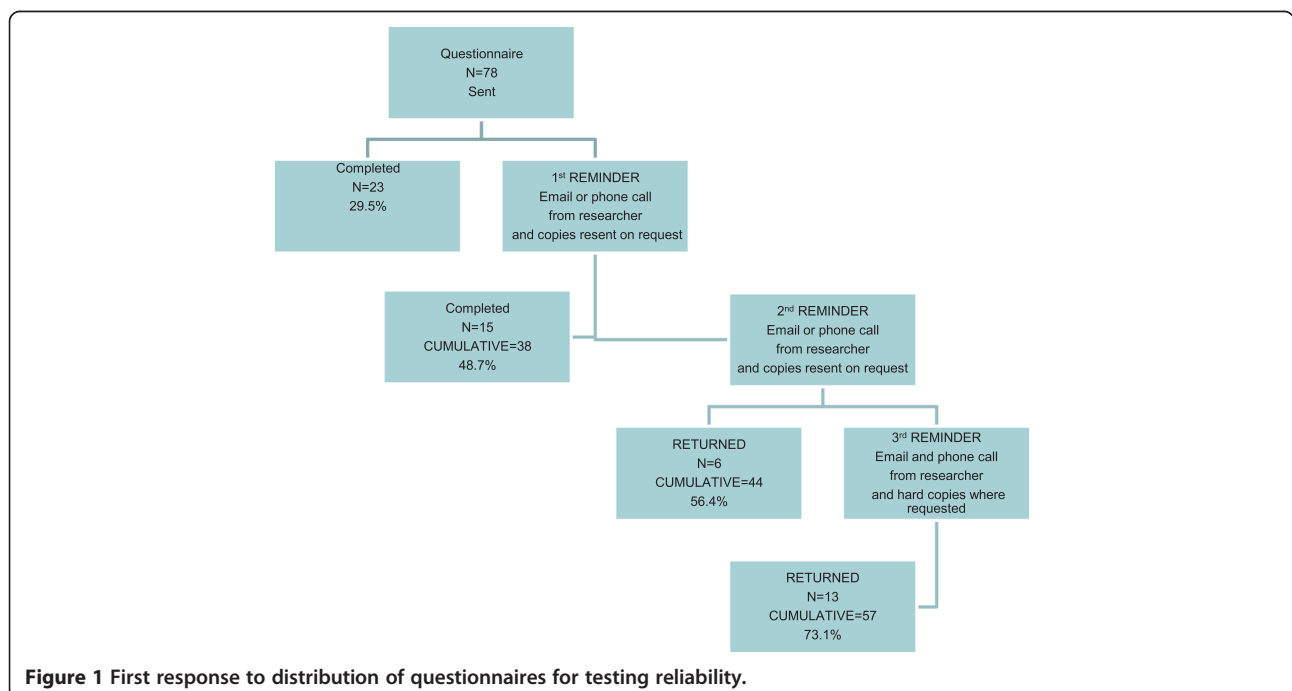 Questionnaire
N=78
Sent
Completed
N=23
29.5%
1st REMINDER
Email or phone call
from researcher
and copies resent on request
Completed
N=15
CUMULATIVE=38
48.7%
2nd REMINDER
Email or phone call
from researcher
and copies resent on request
RETURNED
N=6
CUMULATIVE=44
56.4%
3rd REMINDER
Email and phone call
from researcher
and hard copies where
requested
RETURNED
N=13
CUMULATIVE=57
73.1%
Figure 1 First response to distribution of questionnaires for testing reliability.